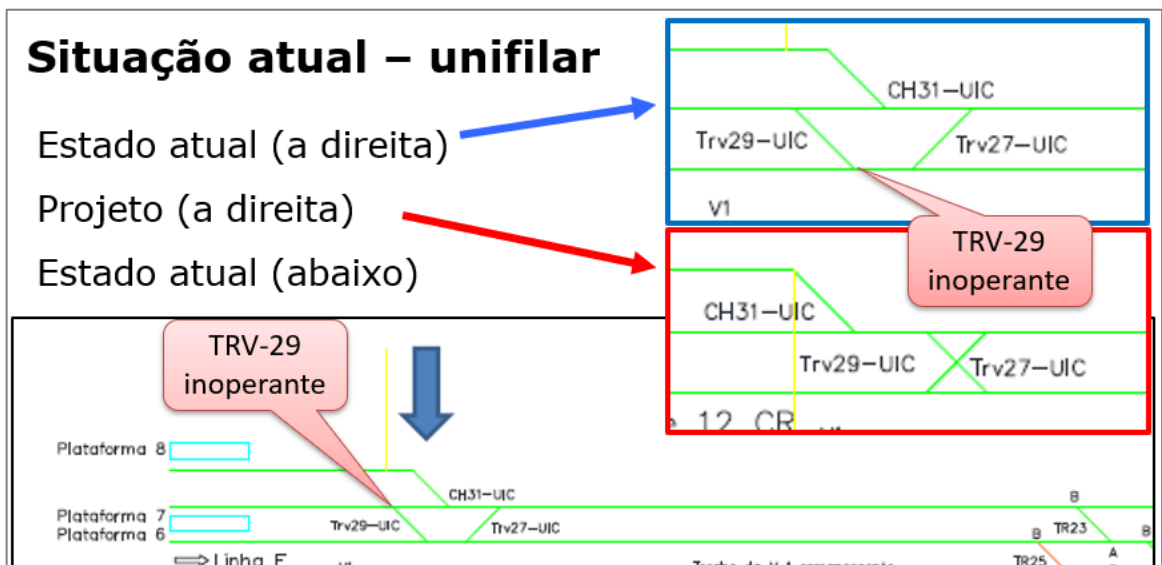 Situação atual – unifilar
Estado atual (a direita)
Projeto (a direita)
Estado atual (abaixo)
CH31-UIC
Trv29-UIC
Trv27-UIC
V1
TRV-29
inoperante
CH31-UIC
Trv29-UIC
Trv27-UIC
12 CR
TRV-29
inoperante
Plataforma 8
CH31-UIC
Plataforma 7
Plataforma 6
Trv29-UIC
Trv27-UIC
B
TR23
B
B
A
TR25
Linha F